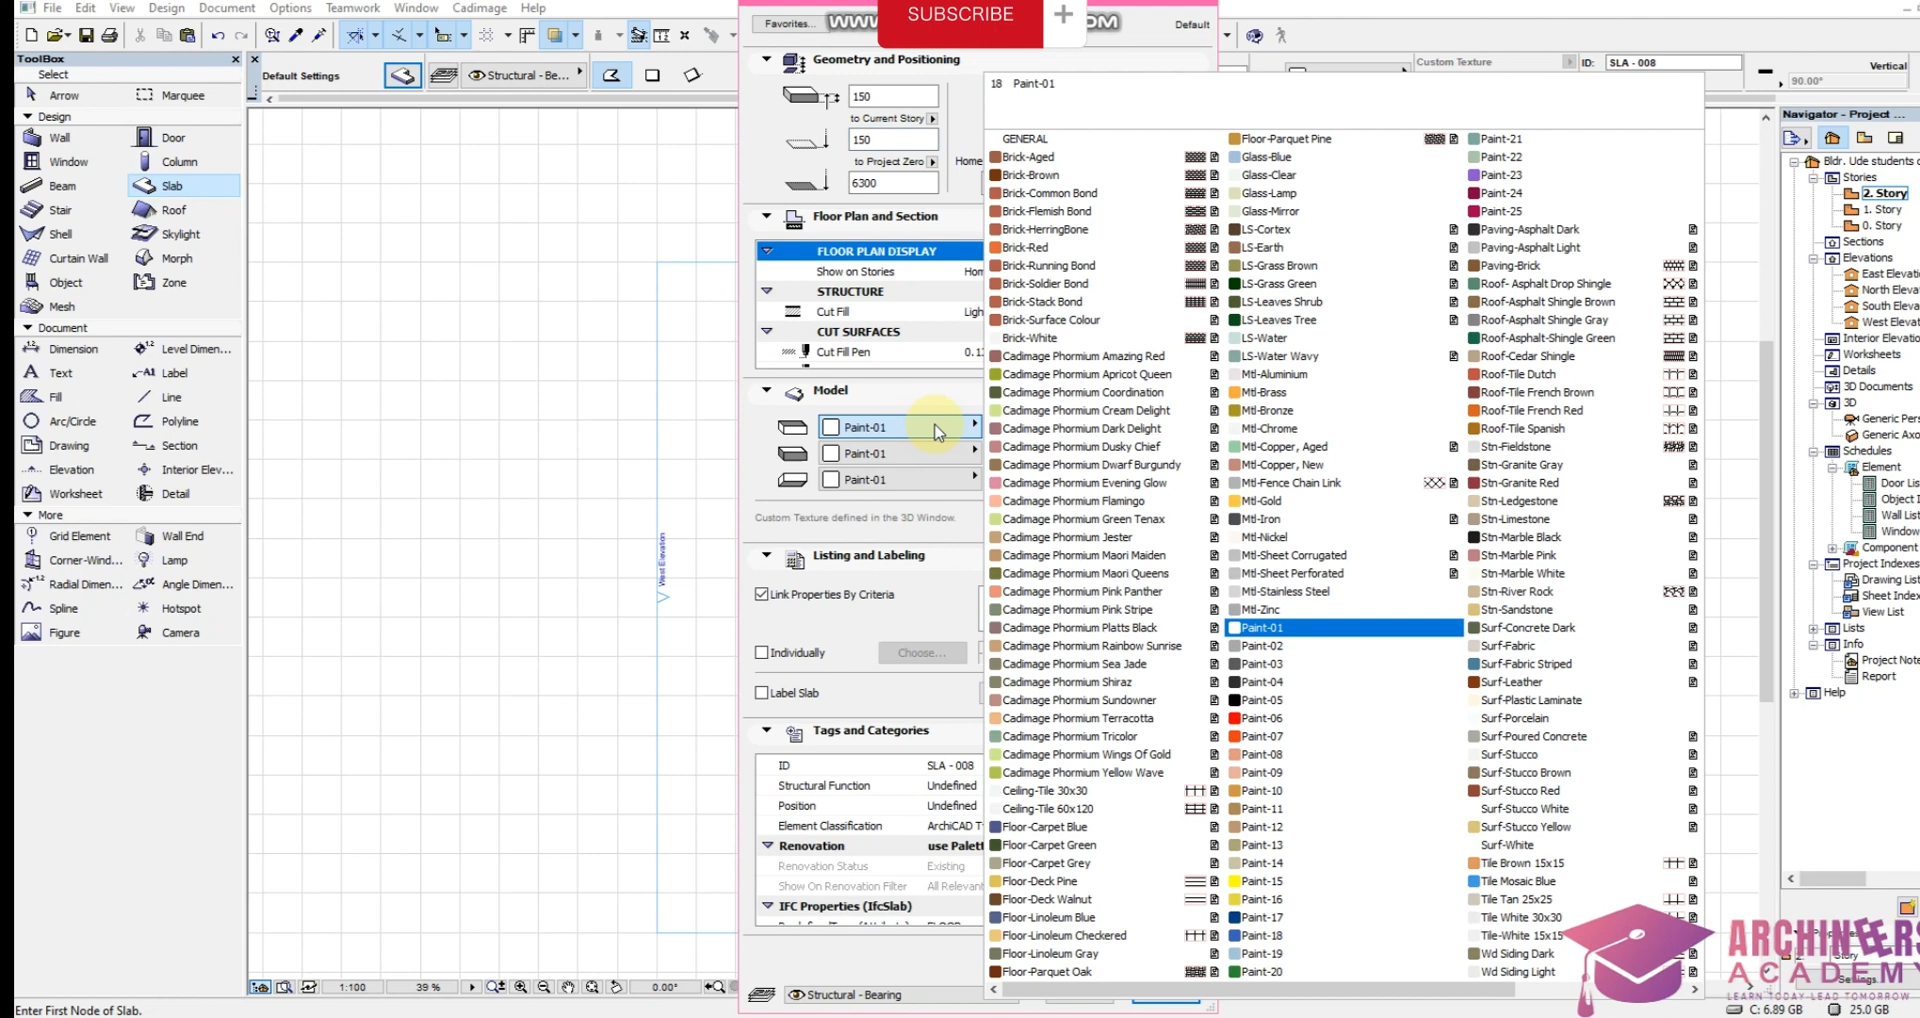 File Edit View Design Document Options Teamwork Window Cadimage Help
SUBSCRIBE
Favorites... WWW. OM Default
ToolBox
Select
Arrow Marquee
Design
Wall Door
Window Column
Beam Slab
Stair Roof
Shell Skylight
Curtain Wall Morph
Object Zone
Mesh
Document
Dimension Level Dimen...
Text Label
Fill Line
Arc/Circle Polyline
Drawing Section
Elevation Interior Elev...
Worksheet Detail
More
Grid Element Wall End
Corner-Wind... Lamp
Radial Dimen... Angle Dimen...
Spline Hotspot
Figure Camera
Default Settings
Structural - Be...
West Elevation
Geometry and Positioning
150
to Current Story
150
to Project Zero Home
6300
Floor Plan and Section
FLOOR PLAN DISPLAY
Show on Stories Hom
STRUCTURE
Cut Fill Ligh
CUT SURFACES
Cut Fill Pen 0.1
Model
Paint-01
Paint-01
Paint-01
Custom Texture defined in the 3D Window.
Listing and Labeling
Link Properties By Criteria
Individually Choose...
Label Slab
Tags and Categories
ID SLA - 008
Structural Function Undefined
Position Undefined
Element Classification ArchiCAD T
Renovation use Palett
Renovation Status Existing
Show On Renovation Filter All Relevan
IFC Properties (IfcSlab)
Structural - Bearing
18 Paint-01
GENERAL
Brick-Aged
Brick-Brown
Brick-Common Bond
Brick-Flemish Bond
Brick-HerringBone
Brick-Red
Brick-Running Bond
Brick-Soldier Bond
Brick-Stack Bond
Brick-Surface Colour
Brick-White
Cadimage Phormium Amazing Red
Cadimage Phormium Apricot Queen
Cadimage Phormium Coordination
Cadimage Phormium Cream Delight
Cadimage Phormium Dark Delight
Cadimage Phormium Dusky Chief
Cadimage Phormium Dwarf Burgundy
Cadimage Phormium Evening Glow
Cadimage Phormium Flamingo
Cadimage Phormium Green Tenax
Cadimage Phormium Jester
Cadimage Phormium Maori Maiden
Cadimage Phormium Maori Queens
Cadimage Phormium Pink Panther
Cadimage Phormium Pink Stripe
Cadimage Phormium Platts Black
Cadimage Phormium Rainbow Sunrise
Cadimage Phormium Sea Jade
Cadimage Phormium Shiraz
Cadimage Phormium Sundowner
Cadimage Phormium Terracotta
Cadimage Phormium Tricolor
Cadimage Phormium Wings Of Gold
Cadimage Phormium Yellow Wave
Ceiling-Tile 30x30
Ceiling-Tile 60x120
Floor-Carpet Blue
Floor-Carpet Green
Floor-Carpet Grey
Floor-Deck Pine
Floor-Deck Walnut
Floor-Linoleum Blue
Floor-Linoleum Checkered
Floor-Linoleum Gray
Floor-Parquet Oak
Floor-Parquet Pine
Glass-Blue
Glass-Clear
Glass-Lamp
Glass-Mirror
LS-Cortex
LS-Earth
LS-Grass Brown
LS-Grass Green
LS-Leaves Shrub
LS-Leaves Tree
LS-Water
LS-Water Wavy
Mtl-Aluminium
Mtl-Brass
Mtl-Bronze
Mtl-Chrome
Mtl-Copper, Aged
Mtl-Copper, New
Mtl-Fence Chain Link
Mtl-Gold
Mtl-Iron
Mtl-Nickel
Mtl-Sheet Corrugated
Mtl-Sheet Perforated
Mtl-Stainless Steel
Mtl-Zinc
Paint-01
Paint-02
Paint-03
Paint-04
Paint-05
Paint-06
Paint-07
Paint-08
Paint-09
Paint-10
Paint-11
Paint-12
Paint-13
Paint-14
Paint-15
Paint-16
Paint-17
Paint-18
Paint-19
Paint-20
Paint-21
Paint-22
Paint-23
Paint-24
Paint-25
Paving-Asphalt Dark
Paving-Asphalt Light
Paving-Brick
Roof- Asphalt Drop Shingle
Roof-Asphalt Shingle Brown
Roof-Asphalt Shingle Gray
Roof-Asphalt-Shingle Green
Roof-Cedar Shingle
Roof-Tile Dutch
Roof-Tile French Brown
Roof-Tile French Red
Roof-Tile Spanish
Stn-Fieldstone
Stn-Granite Gray
Stn-Granite Red
Stn-Ledgestone
Stn-Limestone
Stn-Marble Black
Stn-Marble Pink
Stn-Marble White
Stn-River Rock
Stn-Sandstone
Surf-Concrete Dark
Surf-Fabric
Surf-Fabric Striped
Surf-Leather
Surf-Plastic Laminate
Surf-Porcelain
Surf-Poured Concrete
Surf-Stucco
Surf-Stucco Brown
Surf-Stucco Red
Surf-Stucco White
Surf-Stucco Yellow
Surf-White
Tile Brown 15x15
Tile Mosaic Blue
Tile Tan 25x25
Tile White 30x30
Tile-White 15x15
Wd Siding Dark
Wd Siding Light
Custom Texture ID: SLA - 008 Vertical
90.00°
Navigator - Project ...
Bldr. Ude students
Stories
2. Story
1. Story
0. Story
Sections
Elevations
East Elevati
North Eleva
South Eleva
West Elevat
Interior Elevatio
Worksheets
Details
3D Documents
3D
Generic Pers
Generic Axo
Schedules
Element
Door Lis
Object I
Wall List
Window
Component
Project Indexes
Drawing List
Sheet Index
View List
Lists
Info
Project Note
Report
Help
Story
Settings...
ARCHINEERS
ACADEMY
LEARN TODAY LEAD TOMORROW
1:100 39 % 0.00°
Enter First Node of Slab.
C: 6.89 GB 25.0 GB